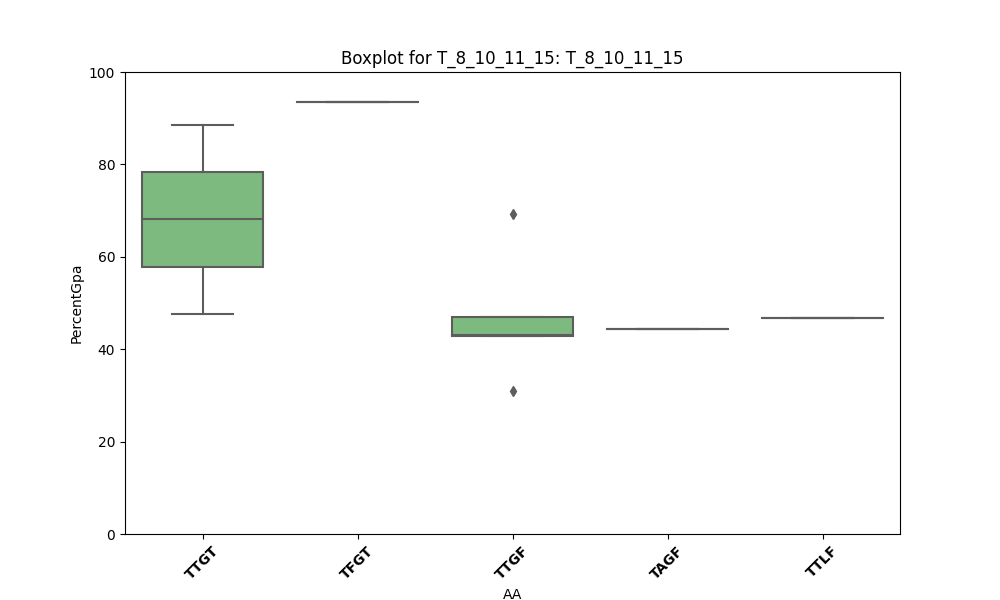 Boxplot for T_8_10_11_15: T_8_10_11_15
100
80
60
40
20
0
PercentGpa
TTGT
TFGT
TTGF
TAGF
TTLF
AA